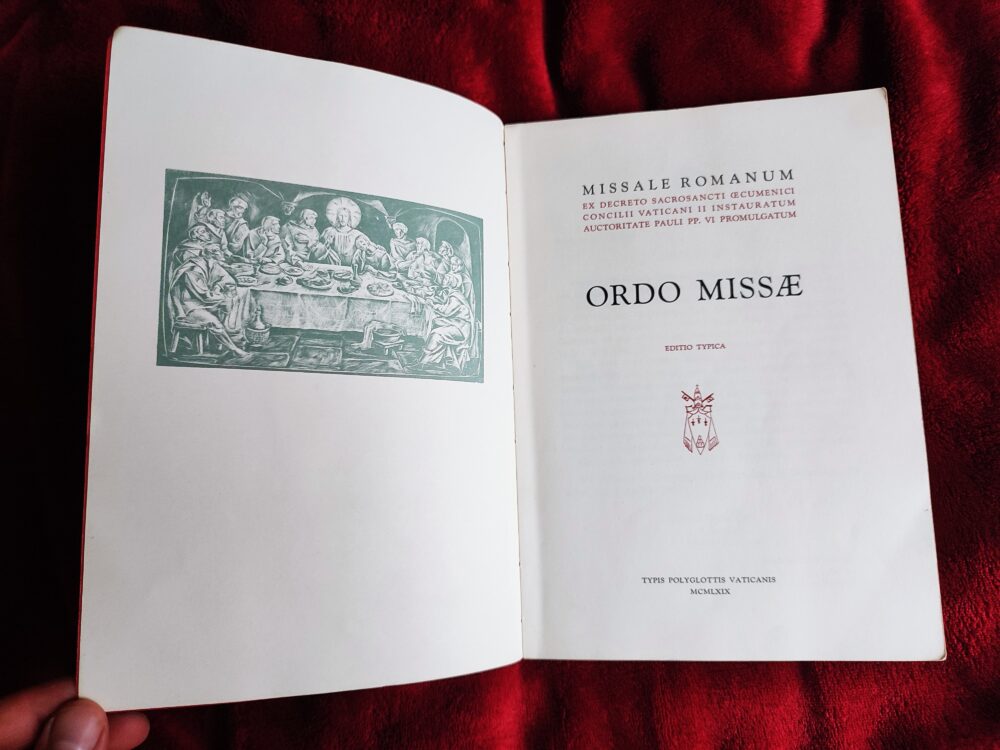 MISSALE ROMANUM
EX DECRETO SACROSANCTI ŒCUMENICI
CONCILII VATICANI II INSTAURATUM
AUCTORITATE PAULI PP. VI PROMULGATUM
ORDO MISSÆ
EDITIO TYPICA
TYPIS POLYGLOTTIS VATICANIS
MCMLXIX